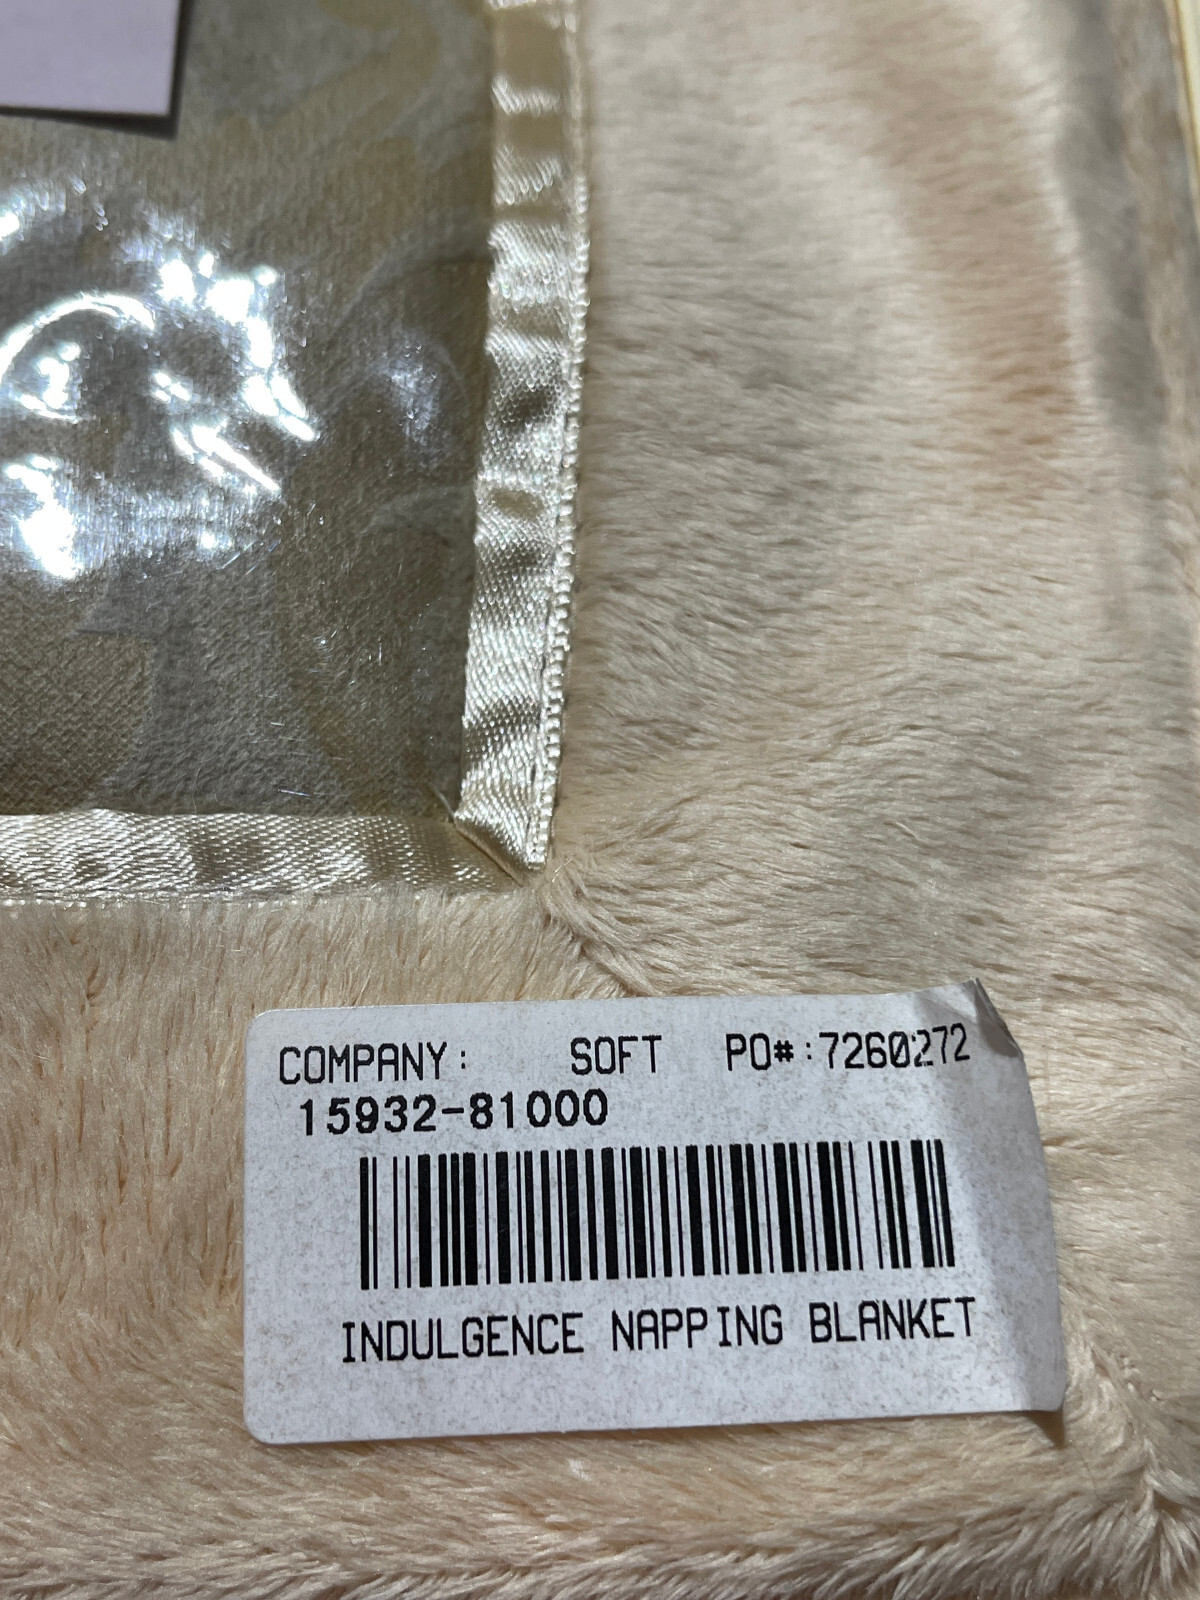 COMPANY: SOFT PO#:7260272
15932-81000
INDULGENCE NAPPING BLANKET